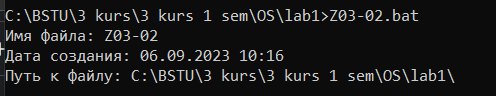 C:\BSTU\3 kurs\3 kurs 1 sem\OS\lab1>Z03-02.bat
Имя файла: Z03-02
Дата создания: 06.09.2023 10:16
Путь к файлу: C:\BSTU\3 kurs\3 kurs 1 sem\OS\lab1\